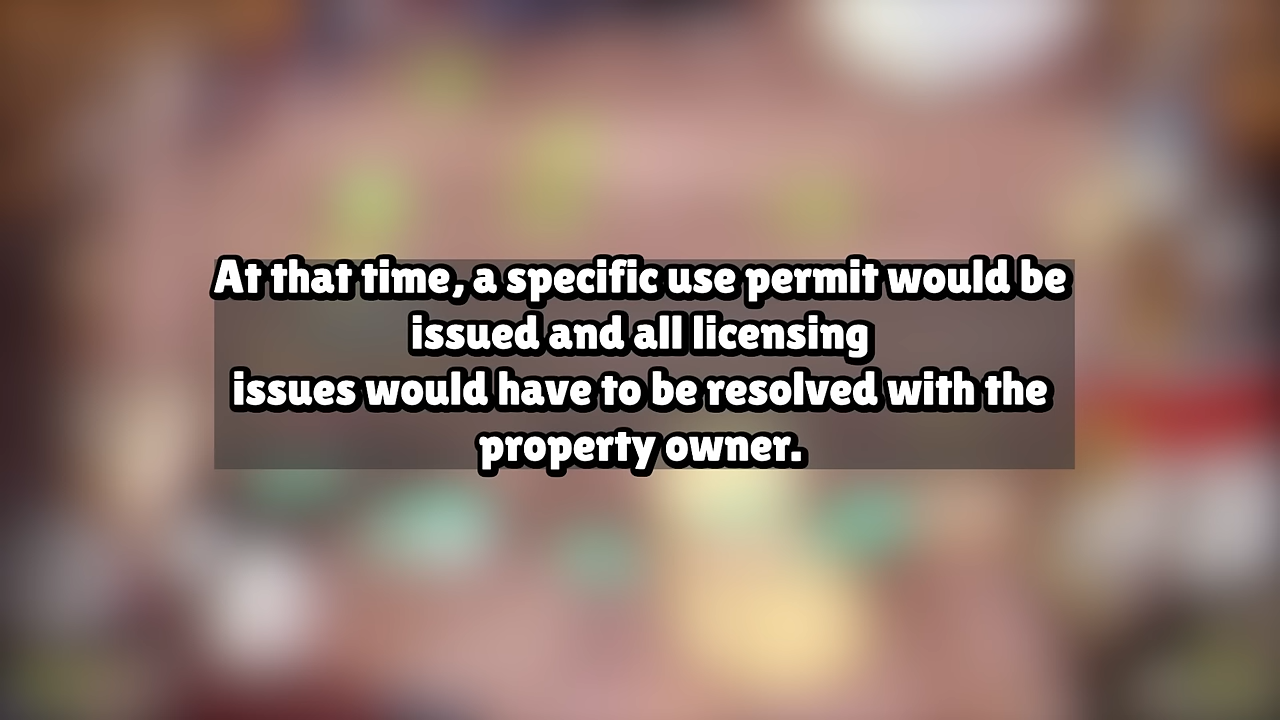 At that time, a specific use permit would be
issued and all licensing
issues would have to be resolved with the
property owner.